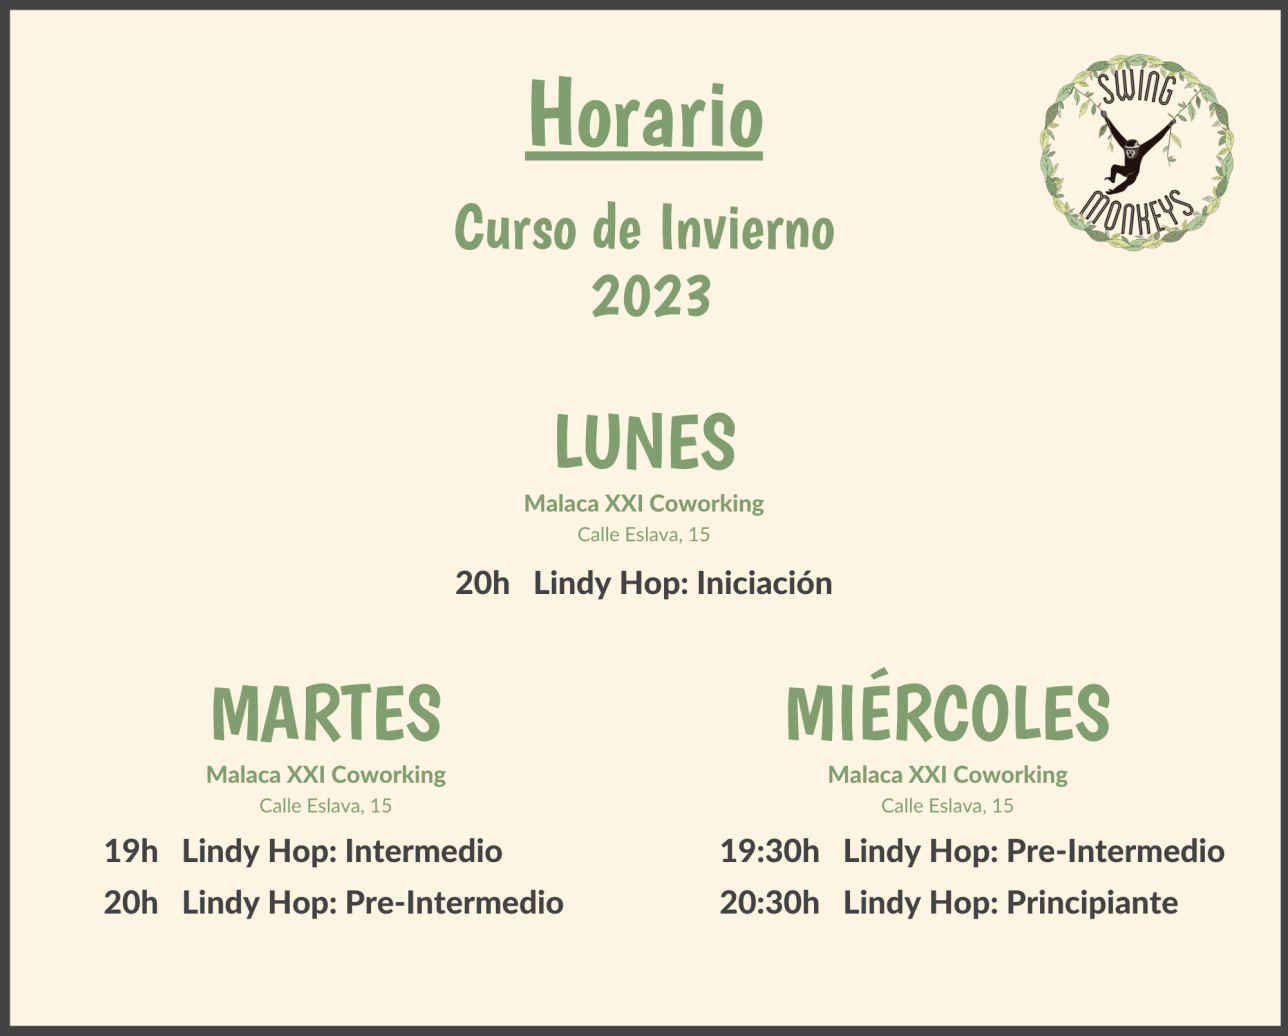 Horario
SWING
MONKEYS
Curso de Invierno
2023
LUNES
Malaca XXI Coworking
Calle Eslava, 15
20h Lindy Hop: Iniciación
MARTES
Malaca XXI Coworking
Calle Eslava, 15
19h Lindy Hop: Intermedio
20h Lindy Hop: Pre-Intermedio
MIÉRCOLES
Malaca XXI Coworking
Calle Eslava, 15
19:30h Lindy Hop: Pre-Intermedio
20:30h Lindy Hop: Principiante